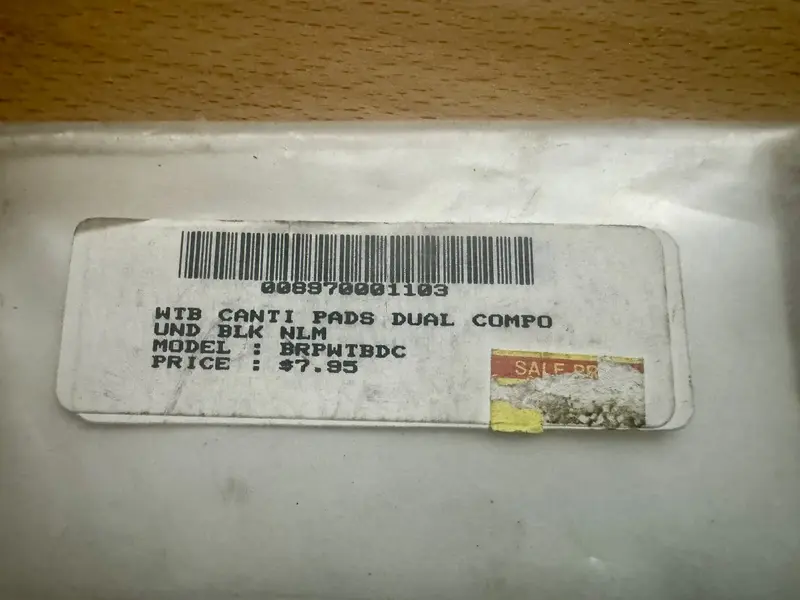 008970001103
WTB CANTI PADS DUAL COMPO
UND BLK NLM
MODEL : BRPWTBDC
PRICE : $7.95
SALE